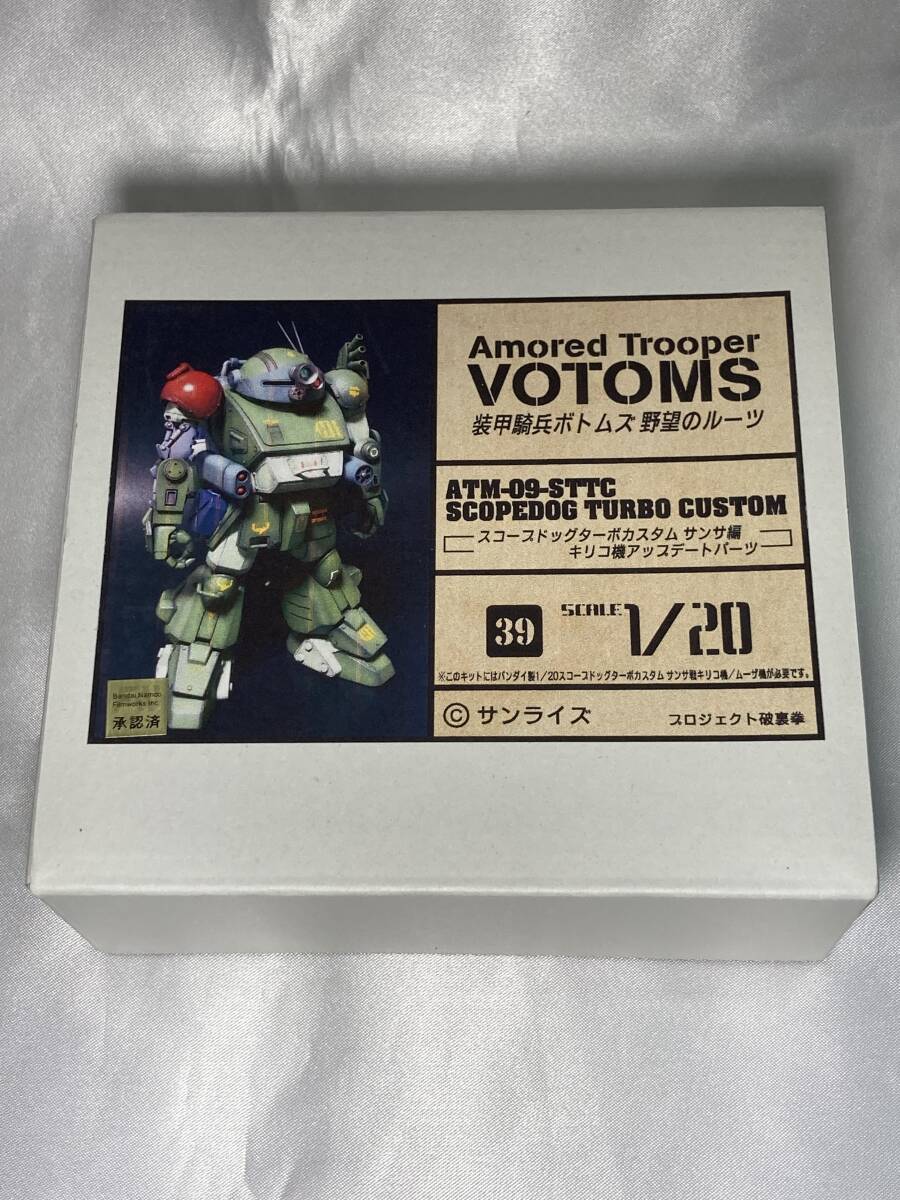 Amored Trooper
VOTOMS
装甲騎兵ボトムズ 野望のルーツ
ATM-09-STTC
SCOPEDOG TURBO CUSTOM
スコープドッグターボカスタム サンサ編
キリコ機アップデートパーツ
39
SCALE 1/20
※このキットにはバンダイ製1/20スコープドッグターボカスタム サンサ戦キリコ機/ムーザ機が必要です。
Ⓒ サンライズ
プロジェクト破裏拳
Bandai Namco
Filmworks Inc.
承認済